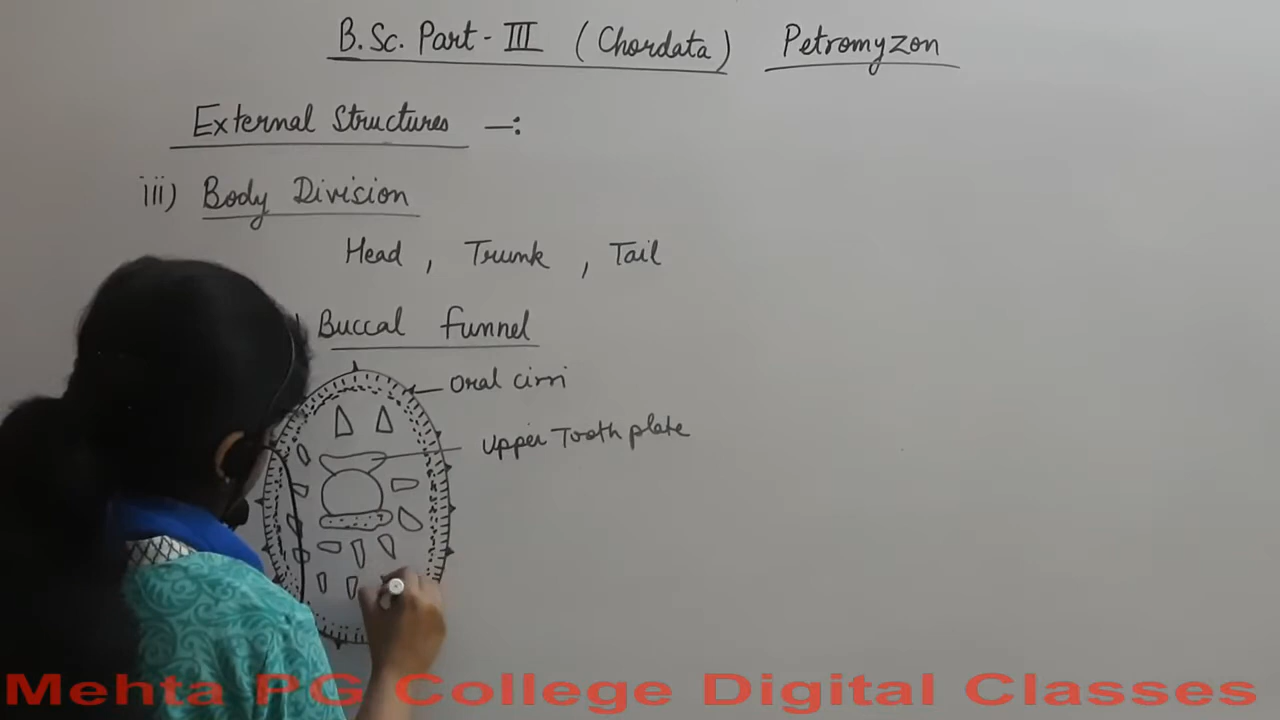 B.Sc. Part - III (Chordata) Petromyzon
External Structures —:
iii) Body Division
Head , Trunk , Tail
Buccal funnel
oral cirri
upper Tooth plate
Mehta PG College Digital Classes